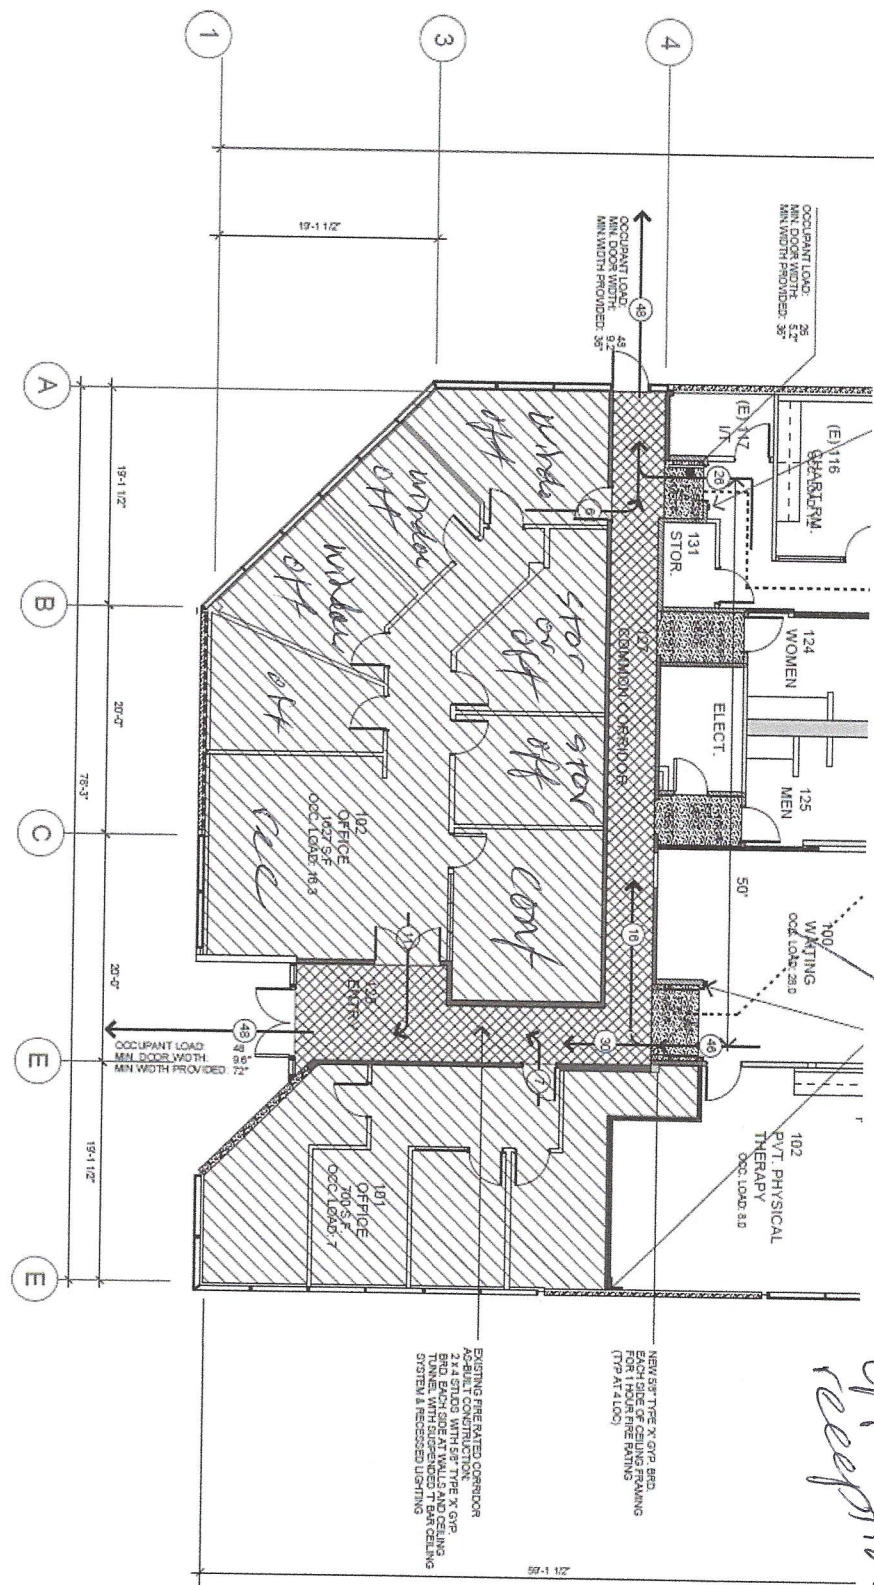 1
3
4
19'-1 1/2"
OCCUPANT LOAD: 26
MIN. DOOR WIDTH: 5.2"
MIN.WIDTH PROVIDED: 36"
OCCUPANT LOAD: 48
MIN. DOOR WIDTH: 9.2"
MIN.WIDTH PROVIDED: 36"
48
A
B
C
E
E
19'-1 1/2"
20'-0"
20'-0"
19'-1 1/2"
76'-3"
(E) 117
I/T
(E) 116
CHART RM.
26
131
STOR.
124
WOMEN
ELECT.
125
MEN
127
COMMON CORRIDOR
6
window
off
window
off
window
off
off
stor
or
off
stor
off
conf
rec
102
OFFICE
1627 S.F.
OCC. LOAD: 16.3
11
16
50'
100
WAITING
OCC. LOAD: 28.0
ENTRY
30
46
7
48
OCCUPANT LOAD: 48
MIN. DOOR WIDTH: 9.6"
MIN WIDTH PROVIDED: 72"
101
OFFICE
700 S.F.
OCC. LOAD: 7
102
PVT. PHYSICAL
THERAPY
OCC. LOAD: 8.0
NEW 5/8" TYPE 'X' GYP. BRD.
EACH SIDE OF CEILING FRAMING
FOR 1 HOUR FIRE RATING
(TYP AT 4 LOC)
EXISTING FIRE RATED CORRIDOR
AS-BUILT CONSTRUCTION:
2 X 4 STUDS WITH 5/8" TYPE 'X' GYP.
BRD. EACH SIDE AT WALLS AND CEILING
TUNNEL WITH SUSPENDED 'T' BAR CEILING
SYSTEM & RECESSED LIGHTING
59'-1 1/2"